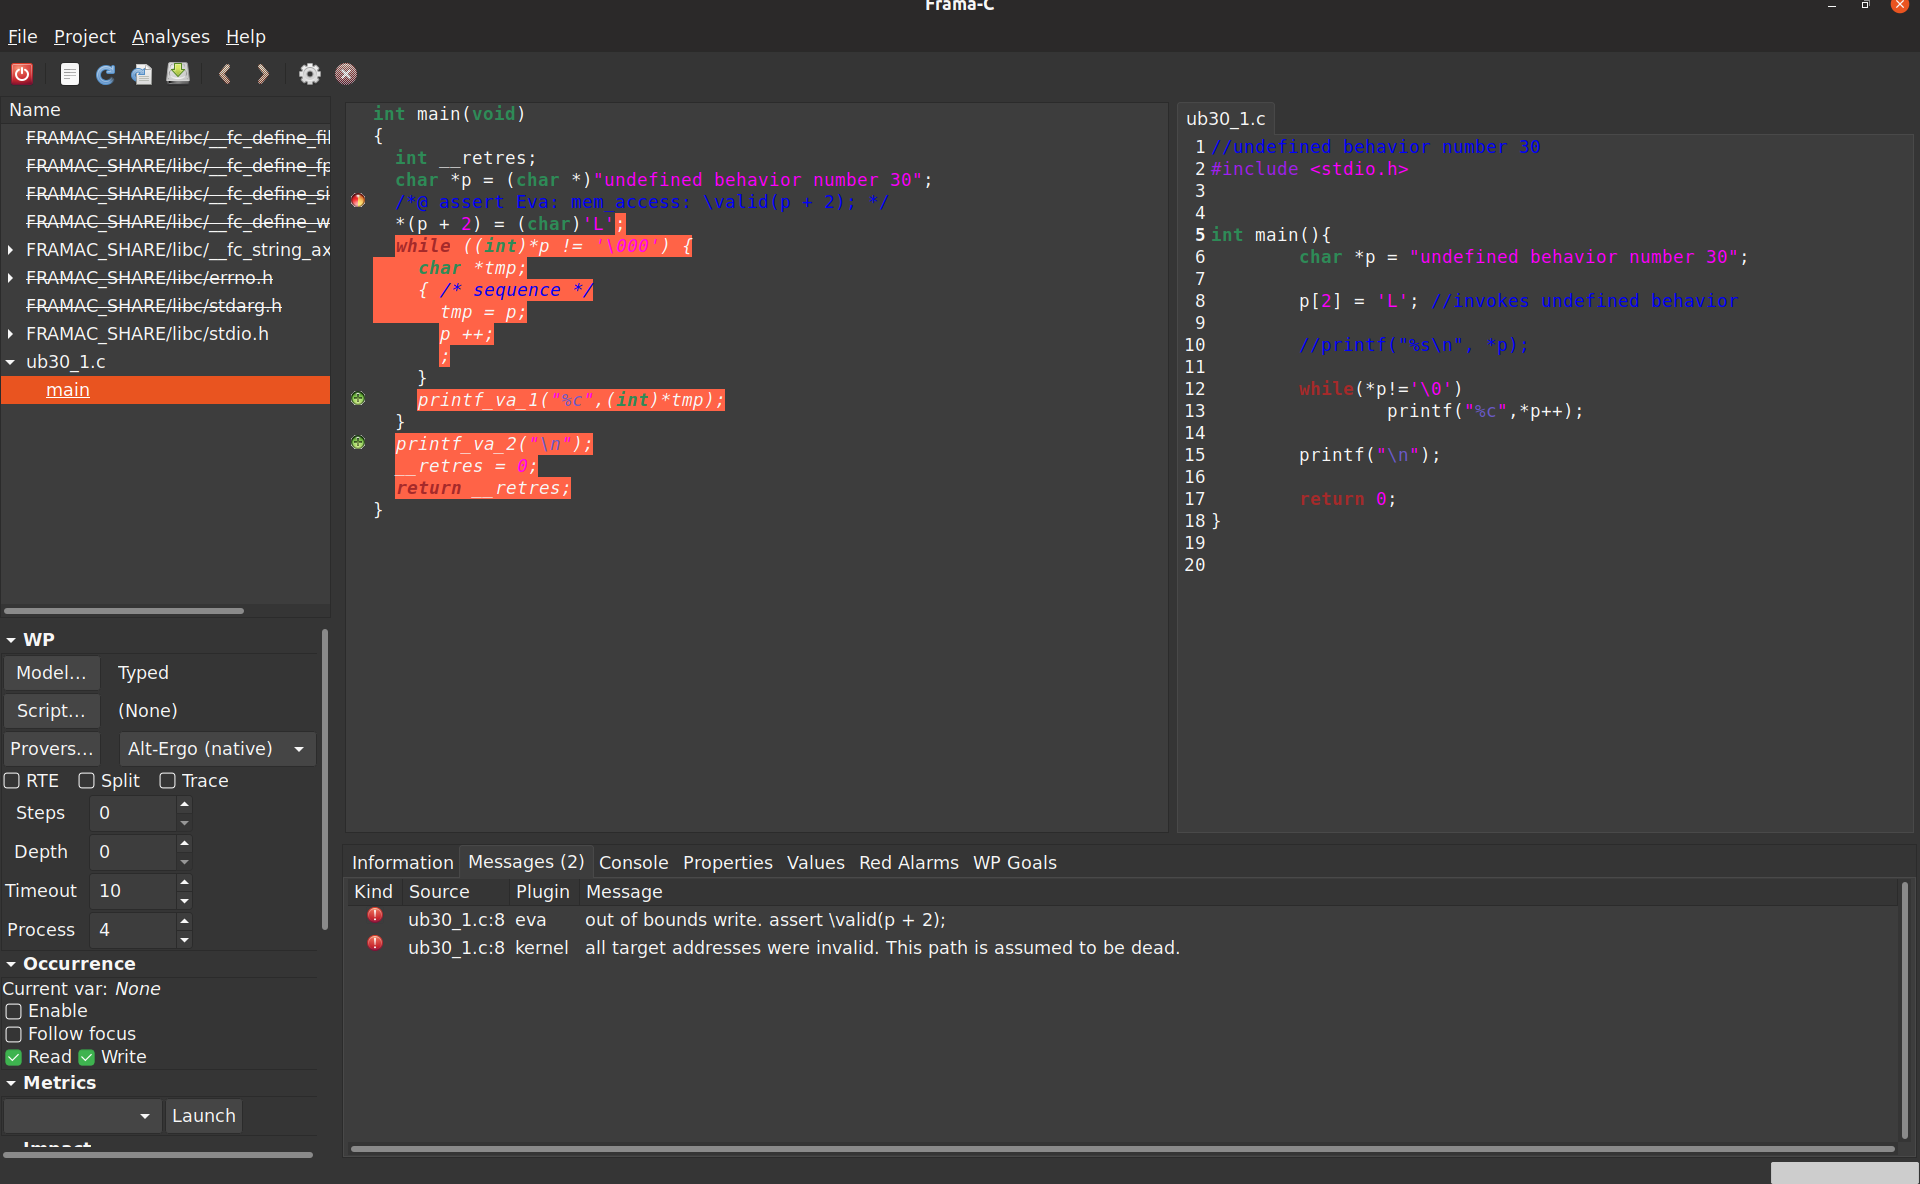 Frama-C
File Project Analyses Help
Name
FRAMAC_SHARE/libc/__fc_define_fil
FRAMAC_SHARE/libc/__fc_define_fp
FRAMAC_SHARE/libc/__fc_define_si
FRAMAC_SHARE/libc/__fc_define_w
FRAMAC_SHARE/libc/__fc_string_ax
FRAMAC_SHARE/libc/errno.h
FRAMAC_SHARE/libc/stdarg.h
FRAMAC_SHARE/libc/stdio.h
ub30_1.c
main
WP
Model... Typed
Script... (None)
Provers... Alt-Ergo (native)
RTE Split Trace
Steps 0
Depth 0
Timeout 10
Process 4
Occurrence
Current var: None
Enable
Follow focus
Read Write
Metrics
Launch
Impact
int main(void)
{
int __retres;
char *p = (char *)"undefined behavior number 30";
/*@ assert Eva: mem_access: \valid(p + 2); */
*(p + 2) = (char)'L';
while ((int)*p != '\000') {
char *tmp;
{ /* sequence */
tmp = p;
p ++;
;
}
printf_va_1("%c",(int)*tmp);
}
printf_va_2("\n");
__retres = 0;
return __retres;
}
ub30_1.c
1 //undefined behavior number 30
2 #include <stdio.h>
3
4
5 int main(){
6 char *p = "undefined behavior number 30";
7
8 p[2] = 'L'; //invokes undefined behavior
9
10 //printf("%s\n", *p);
11
12 while(*p!='\0')
13 printf("%c",*p++);
14
15 printf("\n");
16
17 return 0;
18 }
19
20
Information Messages (2) Console Properties Values Red Alarms WP Goals
Kind Source Plugin Message
ub30_1.c:8 eva out of bounds write. assert \valid(p + 2);
ub30_1.c:8 kernel all target addresses were invalid. This path is assumed to be dead.